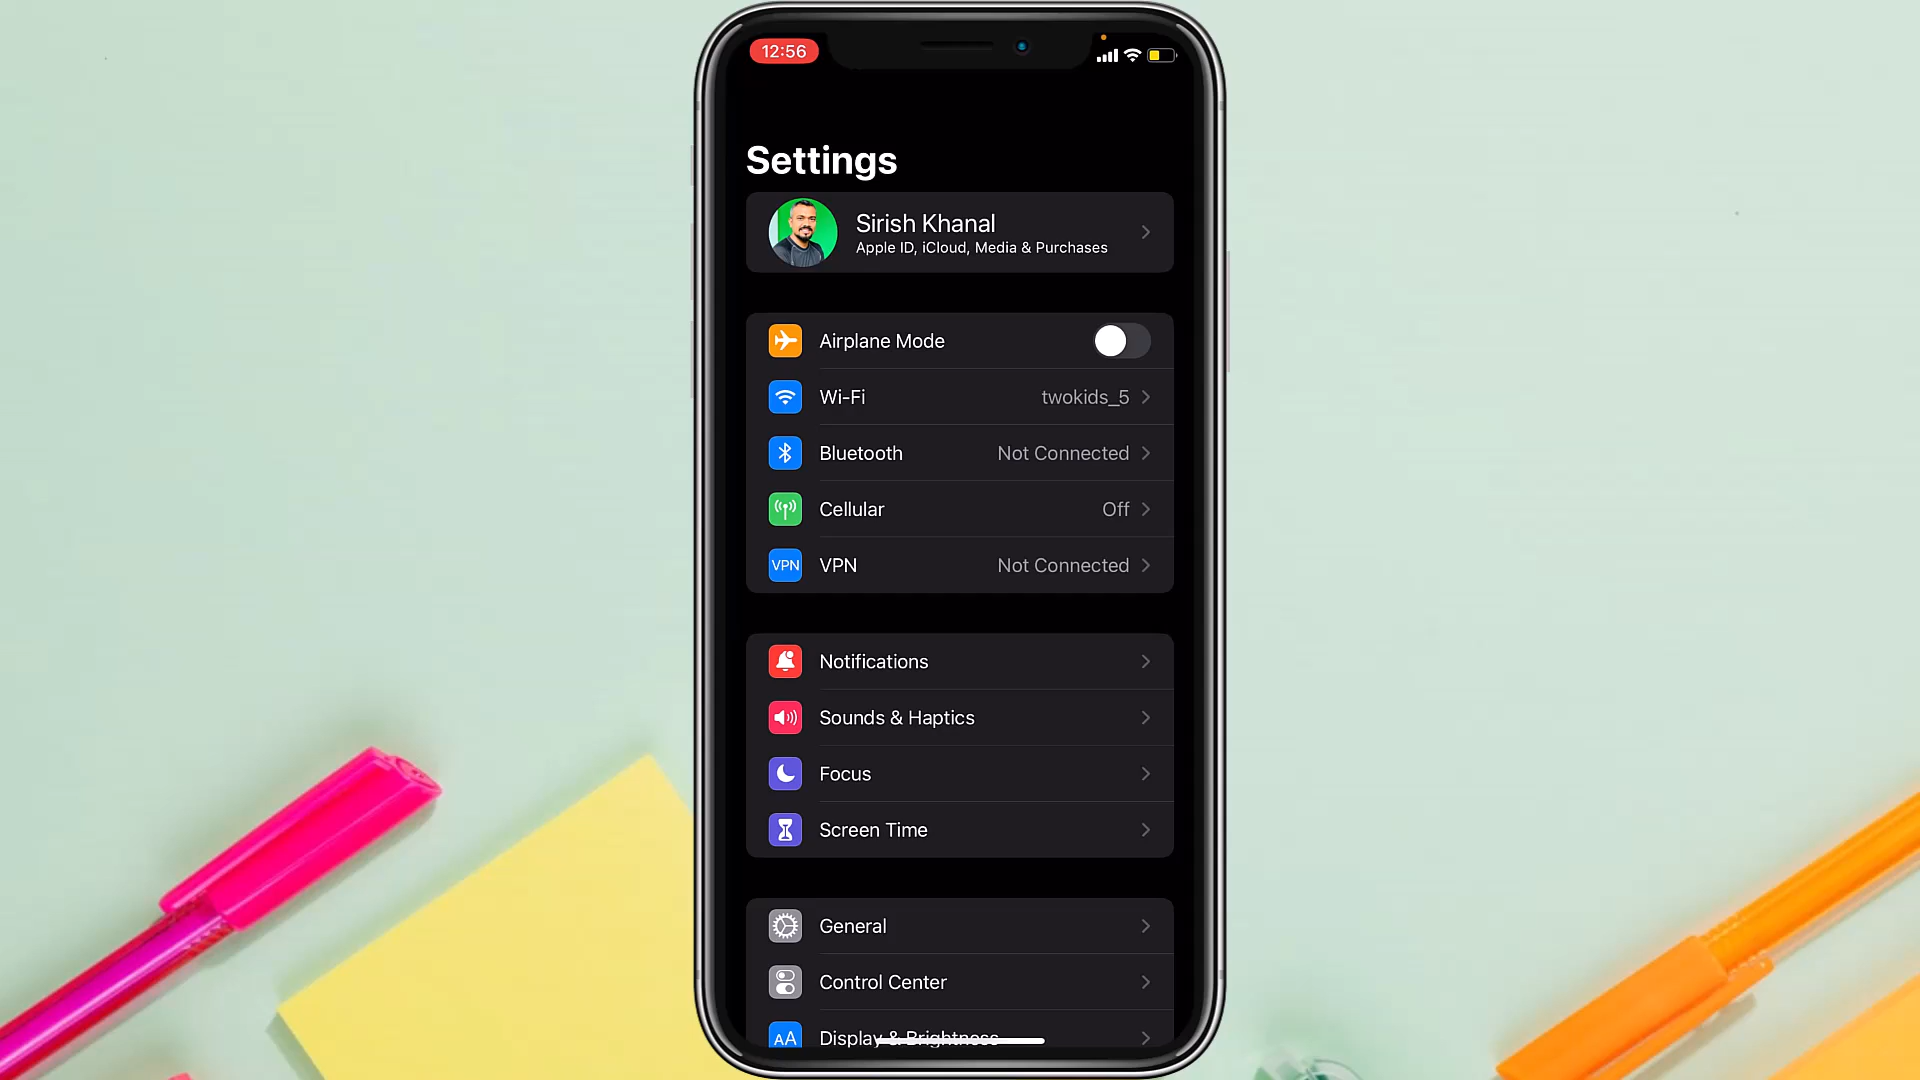 12:56
Settings
Sirish Khanal
Apple ID, iCloud, Media & Purchases
Airplane Mode
Wi-Fi twokids_5
Bluetooth Not Connected
Cellular Off
VPN VPN Not Connected
Notifications
Sounds & Haptics
Focus
Screen Time
General
Control Center
AA Display & Brightness